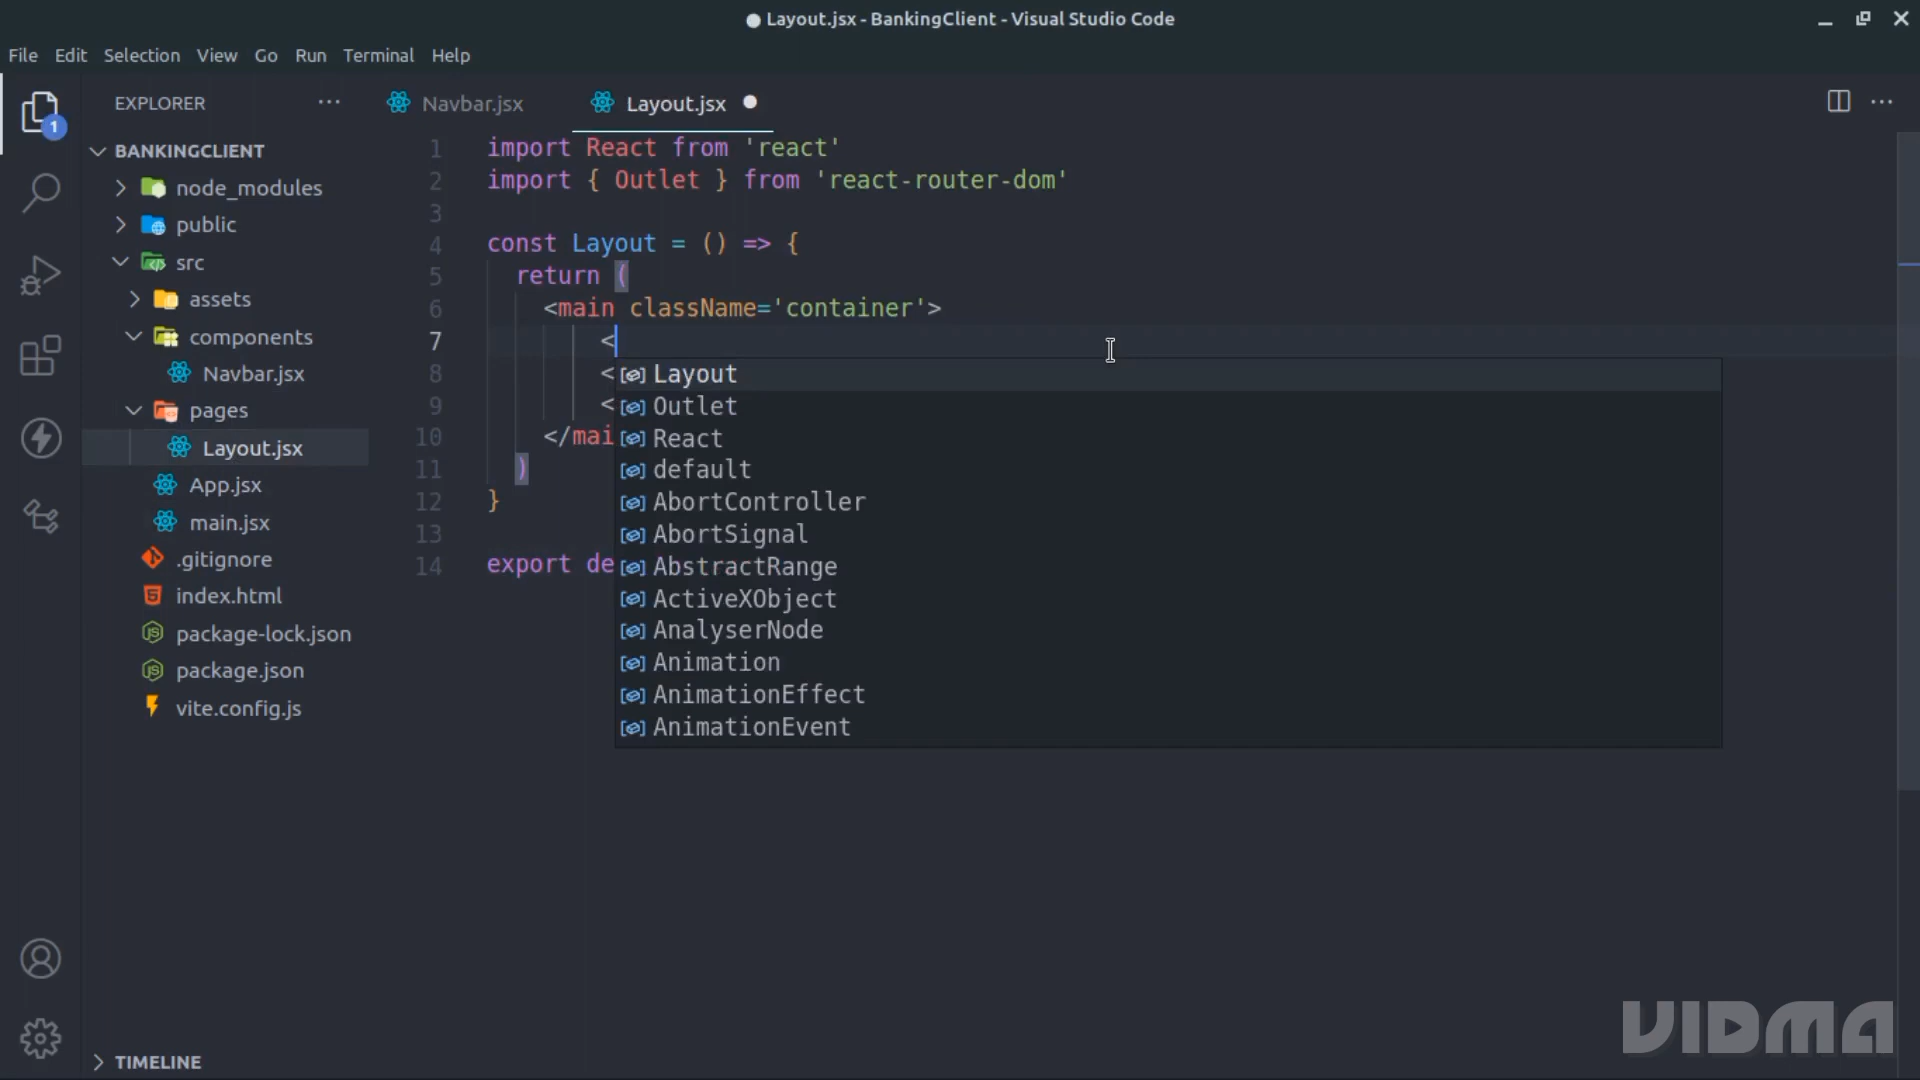 Layout.jsx - BankingClient - Visual Studio Code
File Edit Selection View Go Run Terminal Help
EXPLORER
Navbar.jsx
Layout.jsx
1
BANKINGCLIENT
node_modules
public
src
assets
components
Navbar.jsx
pages
Layout.jsx
App.jsx
main.jsx
.gitignore
index.html
package-lock.json
package.json
vite.config.js
TIMELINE
1 import React from 'react'
2 import { Outlet } from 'react-router-dom'
3
4 const Layout = () => {
5 return (
6 <main className='container'>
7 <
8 <
9 <
10 </mai
11 )
12 }
13
14 export de
Layout
Outlet
React
default
AbortController
AbortSignal
AbstractRange
ActiveXObject
AnalyserNode
Animation
AnimationEffect
AnimationEvent
VIDMA